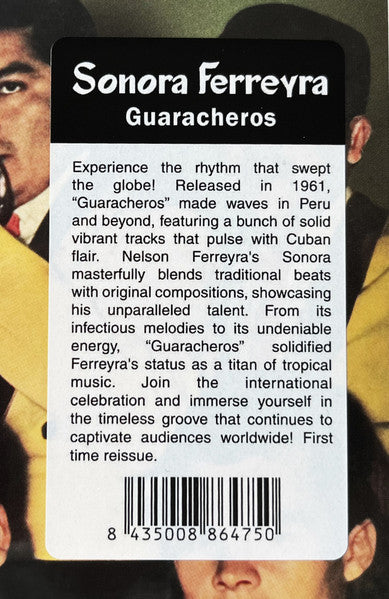 Sonora Ferreyra
Guaracheros
Experience the rhythm that swept
the globe! Released in 1961,
“Guaracheros” made waves in Peru
and beyond, featuring a bunch of solid
vibrant tracks that pulse with Cuban
flair. Nelson Ferreyra's Sonora
masterfully blends traditional beats
with original compositions, showcasing
his unparalleled talent. From its
infectious melodies to its undeniable
energy, “Guaracheros” solidified
Ferreyra's status as a titan of tropical
music. Join the international
celebration and immerse yourself in
the timeless groove that continues to
captivate audiences worldwide! First
time reissue.
8 435008 864750